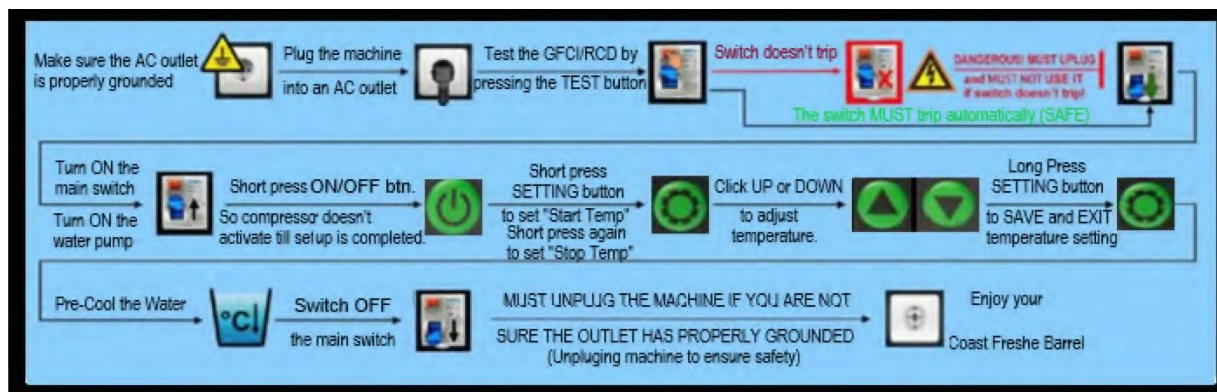 Make sure the AC outlet
is properly grounded
Plug the machine
into an AC outlet
Test the GFCI/RCD by
pressing the TEST button
Switch doesn't trip
DANGEROUS! MUST UPLUG
and MUST NOT USE IT
if switch doesn't trip!
The switch MUST trip automatically (SAFE)
Turn ON the
main switch
Turn ON the
water pump
Short press ON/OFF btn.
So compressor doesn't
activate till setup is completed.
Short press
SETTING button
to set "Start Temp"
Short press again
to set "Stop Temp"
Click UP or DOWN
to adjust
temperature.
Long Press
SETTING button
to SAVE and EXIT
temperature setting
Pre-Cool the Water
°C
Switch OFF
the main switch
MUST UNPLUG THE MACHINE IF YOU ARE NOT
SURE THE OUTLET HAS PROPERLY GROUNDED
(Unpluging machine to ensure safety)
Enjoy your
Coast Freshe Barrel